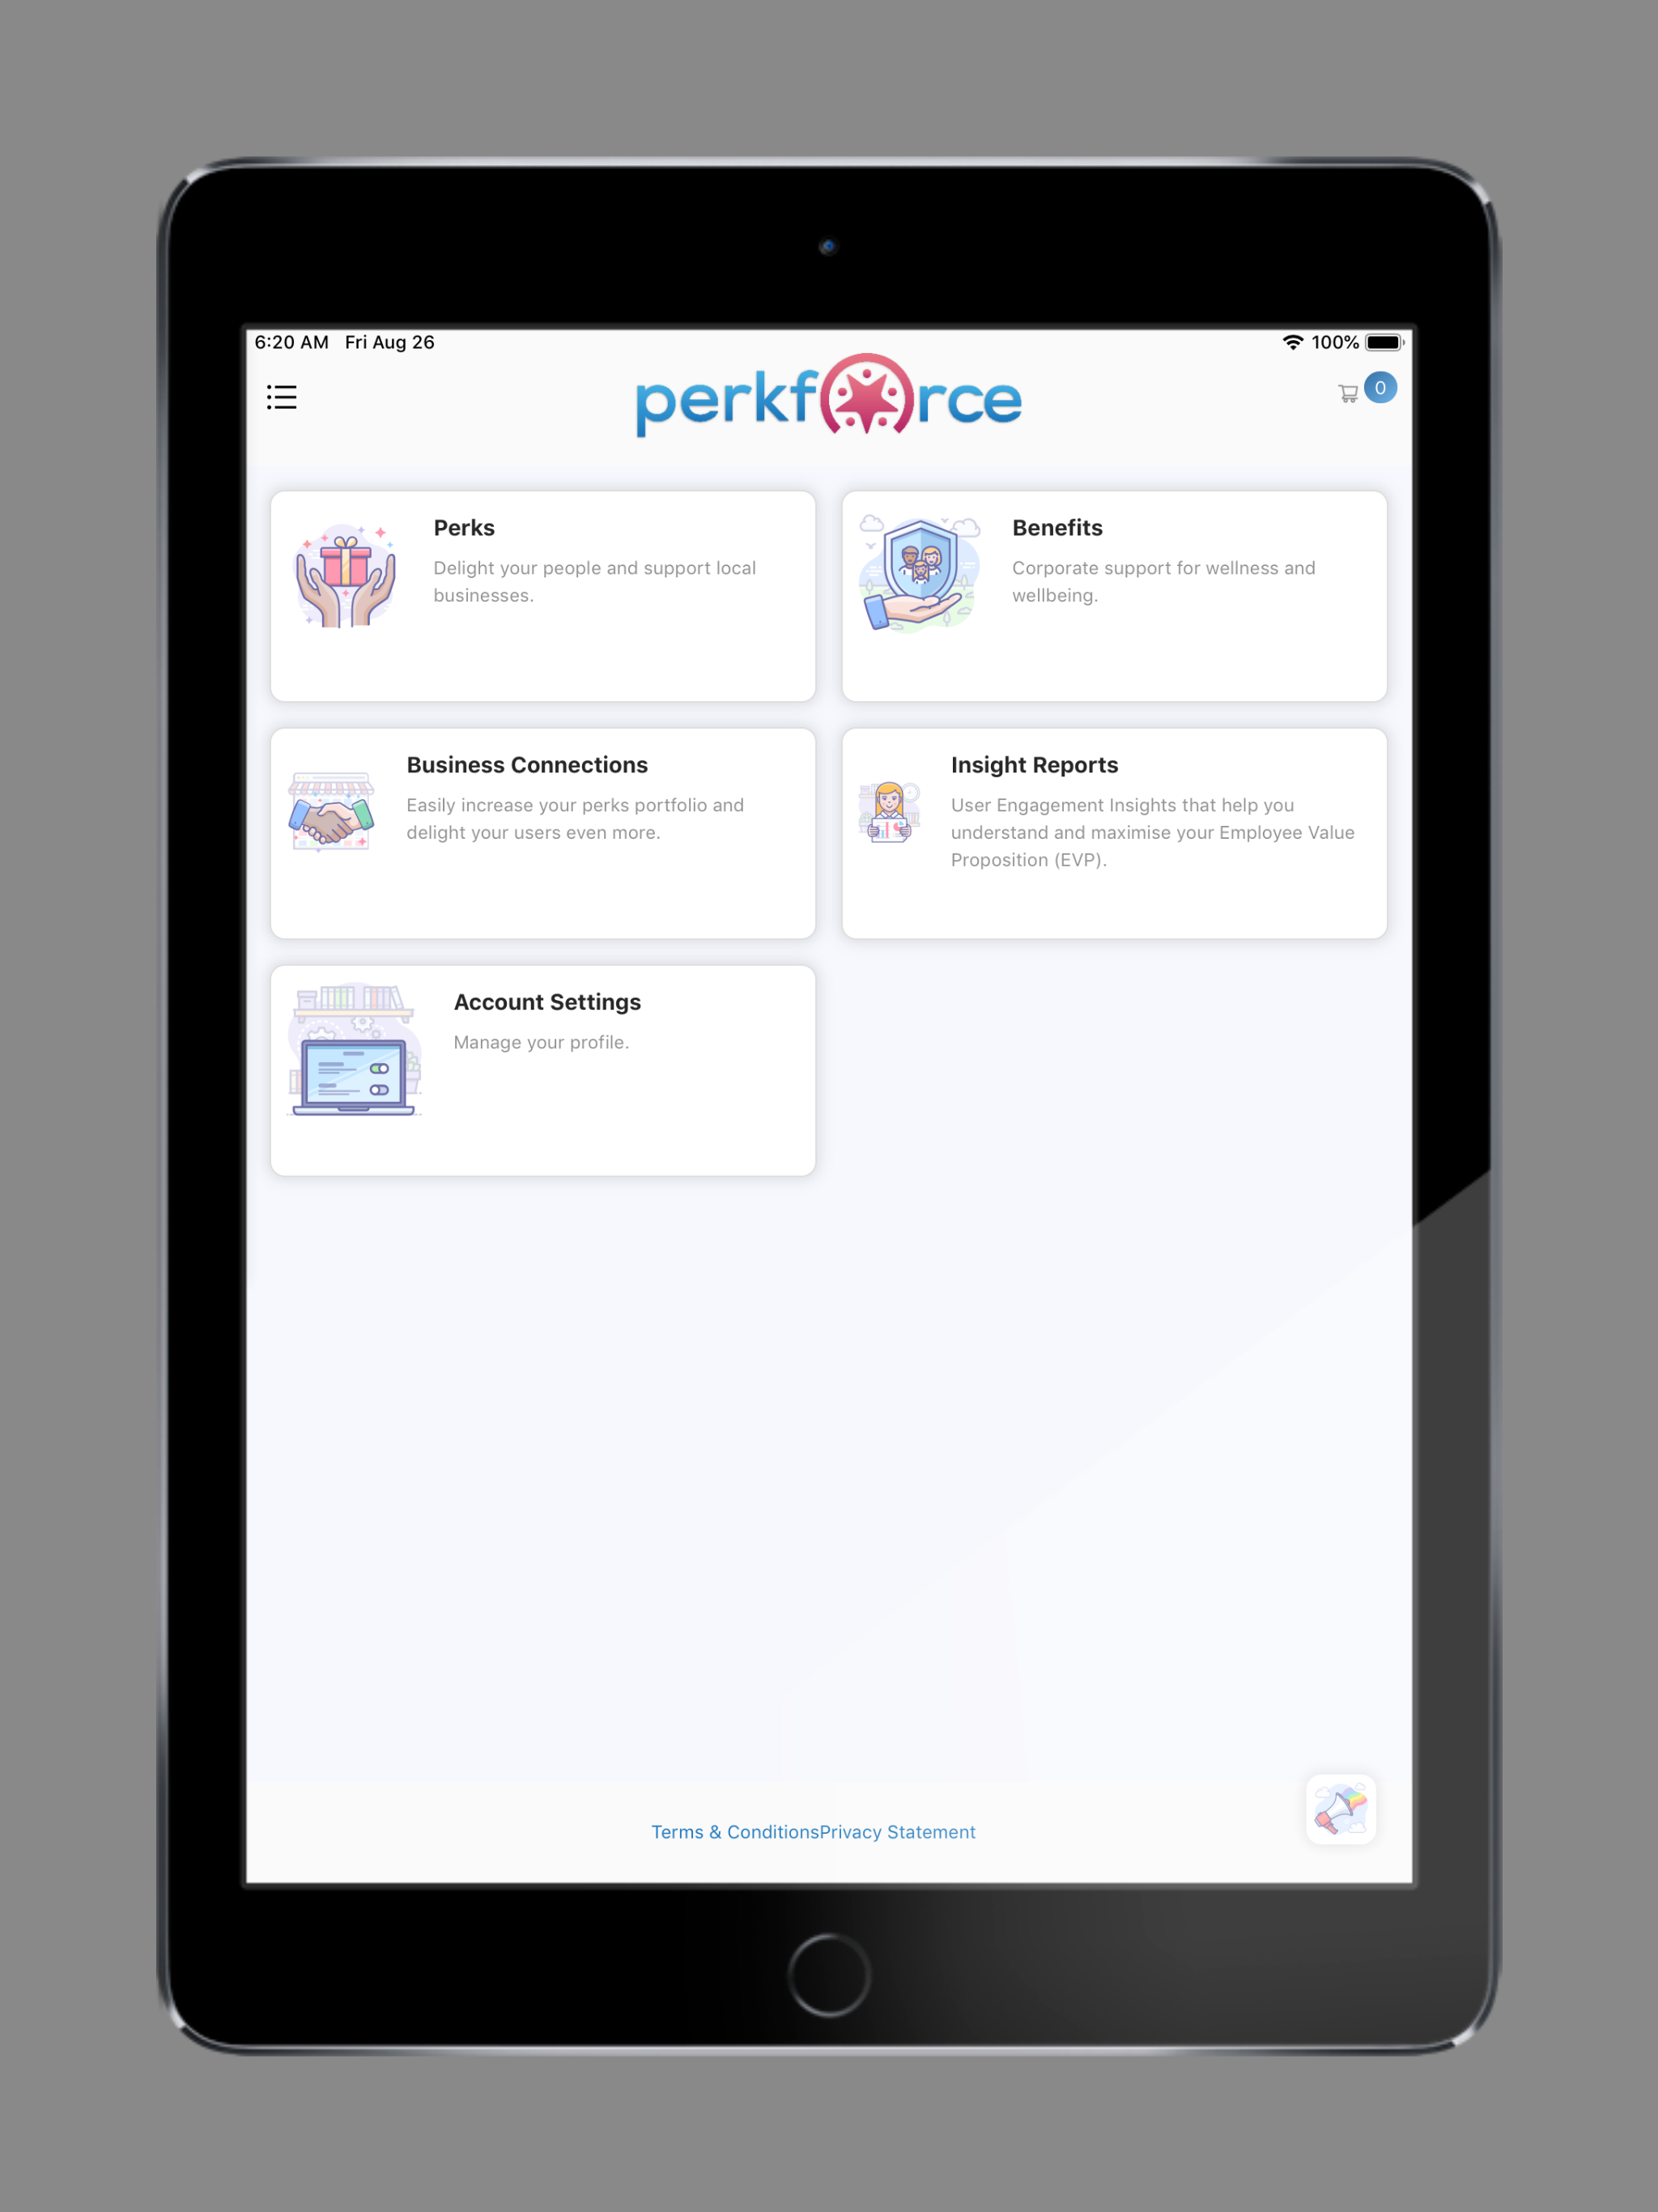 6:20 AM Fri Aug 26 100%
perkforce 0
Perks
Delight your people and support local
businesses.
Benefits
Corporate support for wellness and
wellbeing.
Business Connections
Easily increase your perks portfolio and
delight your users even more.
Insight Reports
User Engagement Insights that help you
understand and maximise your Employee Value
Proposition (EVP).
Account Settings
Manage your profile.
Terms & ConditionsPrivacy Statement